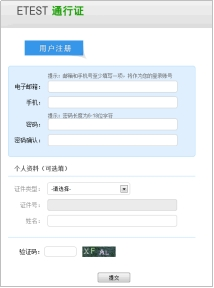 ETEST 通行证
用户注册
提示：邮箱和手机号至少填写一项，将作为您的登录账号
电子邮箱：
手机：
提示：密码长度为6-16位字符
密码：
密码确认：
个人资料（可选填）
证件类型： -请选择-
证件号：
姓名：
验证码： XFAL
提交